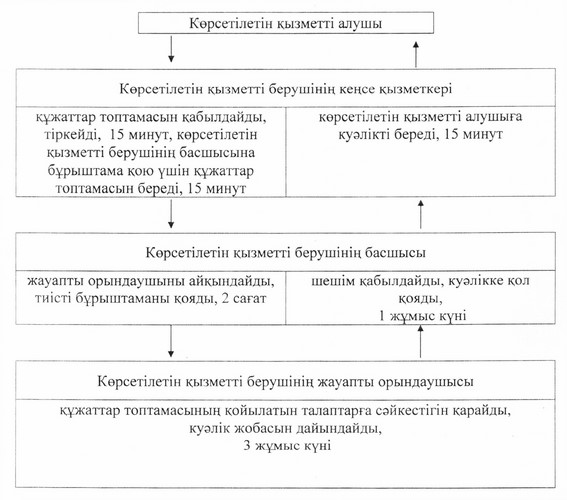 Көрсетілетін қызметті алушы
Көрсетілетін қызметті берушінің кеңсе қызметкері
құжаттар топтамасын қабылдайды,
тіркейді, 15 минут, көрсетілетін
қызметті берушінің басшысына
бұрыштама қою үшін құжаттар
топтамасын береді, 15 минут
көрсетілетін қызметті алушыға
куәлікті береді, 15 минут
Көрсетілетін қызметті берушінің басшысы
жауапты орындаушыны айқындайды,
тиісті бұрыштаманы қояды, 2 сағат
шешім қабылдайды, куәлікке қол
қояды,
1 жұмыс күні
Көрсетілетін қызметті берушінің жауапты орындаушысы
құжаттар топтамасының қойылатын талаптарға сәйкестігін қарайды,
куәлік жобасын дайындайды,
3 жұмыс күні